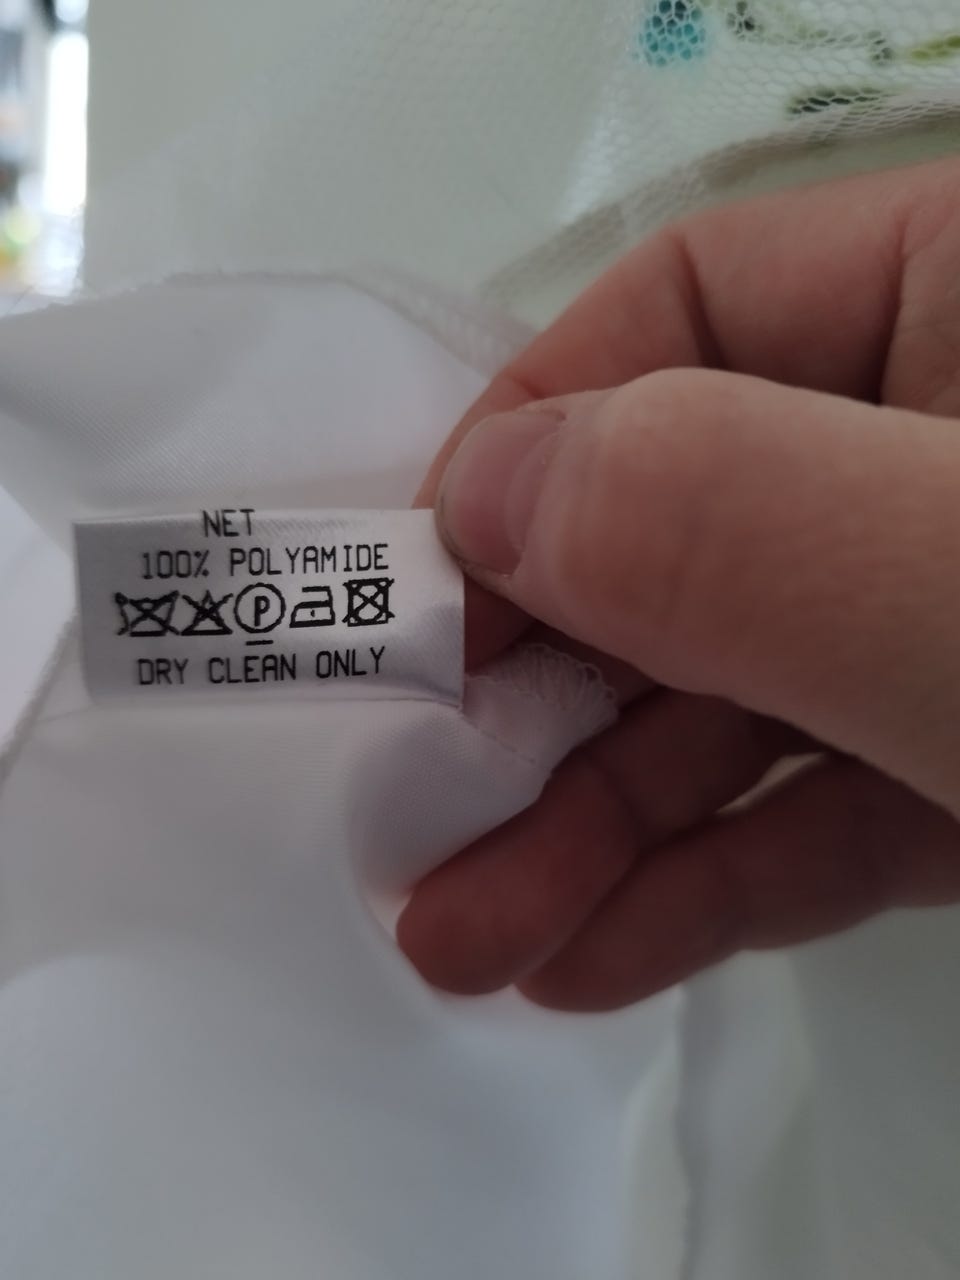 NET
100% POLYAMIDE
P
DRY CLEAN ONLY